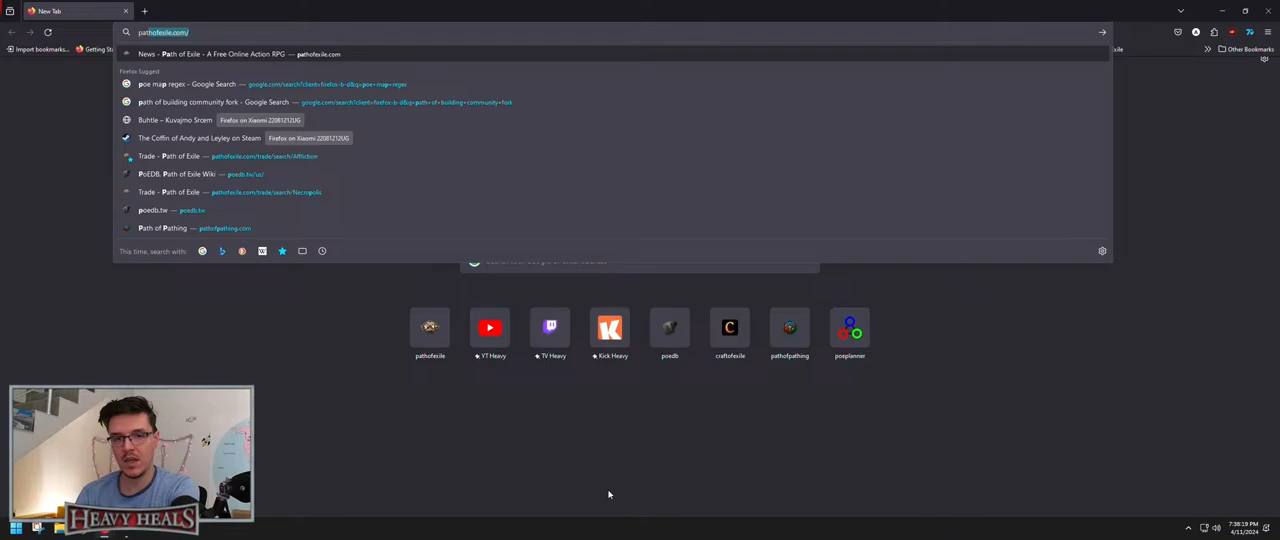 New Tab
pathofexile.com/
Import bookmarks...
Getting Sta
xile
Other Bookmarks
News - Path of Exile - A Free Online Action RPG — pathofexile.com
Firefox Suggest
poe map regex - Google Search — google.com/search?client=firefox-b-d&q=poe+map+regex
path of building community fork - Google Search — google.com/search?client=firefox-b-d&q=path+of+building+community+fork
Buhtle – Kuvajmo Srcem Firefox on Xiaomi 22081212UG
The Coffin of Andy and Leyley on Steam Firefox on Xiaomi 22081212UG
Trade - Path of Exile — pathofexile.com/trade/search/Affliction
PoEDB, Path of Exile Wiki — poedb.tw/us/
Trade - Path of Exile — pathofexile.com/trade/search/Necropolis
poedb.tw — poedb.tw
Path of Pathing — pathofpathing.com
This time, search with:
pathofexile
YT Heavy
TV Heavy
Kick Heavy
poedb
craftofexile
pathofpathing
poeplanner
HEAVY HEALS
7:38:19 PM
4/11/2024